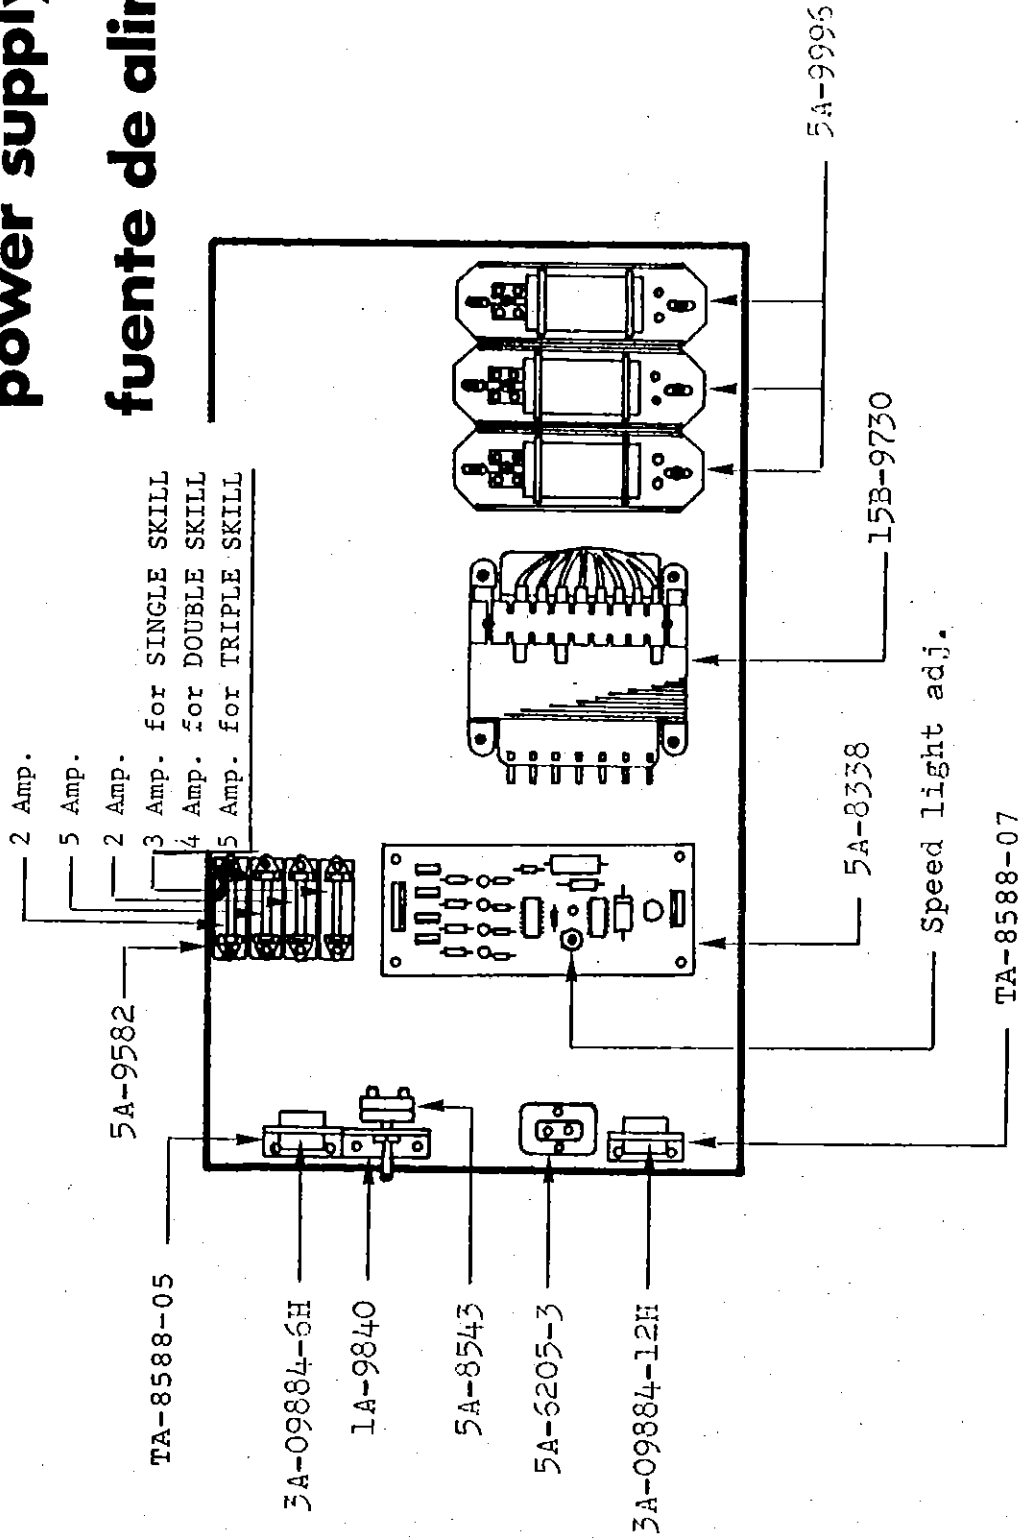 power supply
fuente de alim
2 Amp.
5 Amp.
2 Amp.
3 Amp. for SINGLE SKILL
4 Amp. for DOUBLE SKILL
5 Amp. for TRIPLE SKILL
5A-9582
TA-8588-05
3A-09884-6H
1A-9840
5A-8543
5A-6205-3
3A-09884-12H
TA-8588-07
Speed light adj.
5A-8338
15B-9730
5A-9996